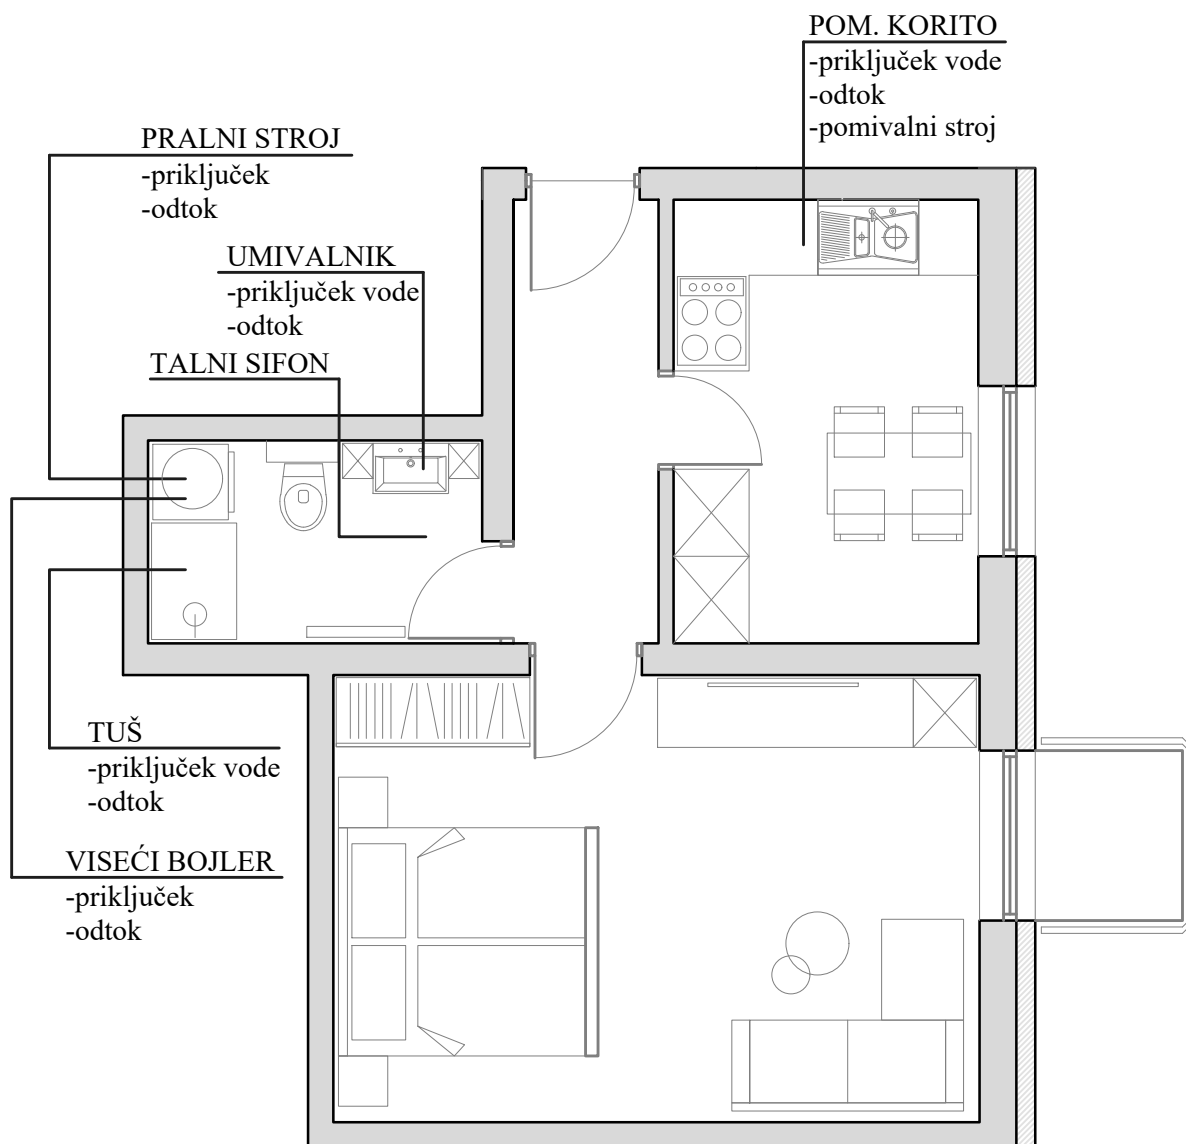 POM. KORITO
-priključek vode
-odtok
-pomivalni stroj
PRALNI STROJ
-priključek
-odtok
UMIVALNIK
-priključek vode
-odtok
TALNI SIFON
TUŠ
-priključek vode
-odtok
VISEĆI BOJLER
-priključek
-odtok